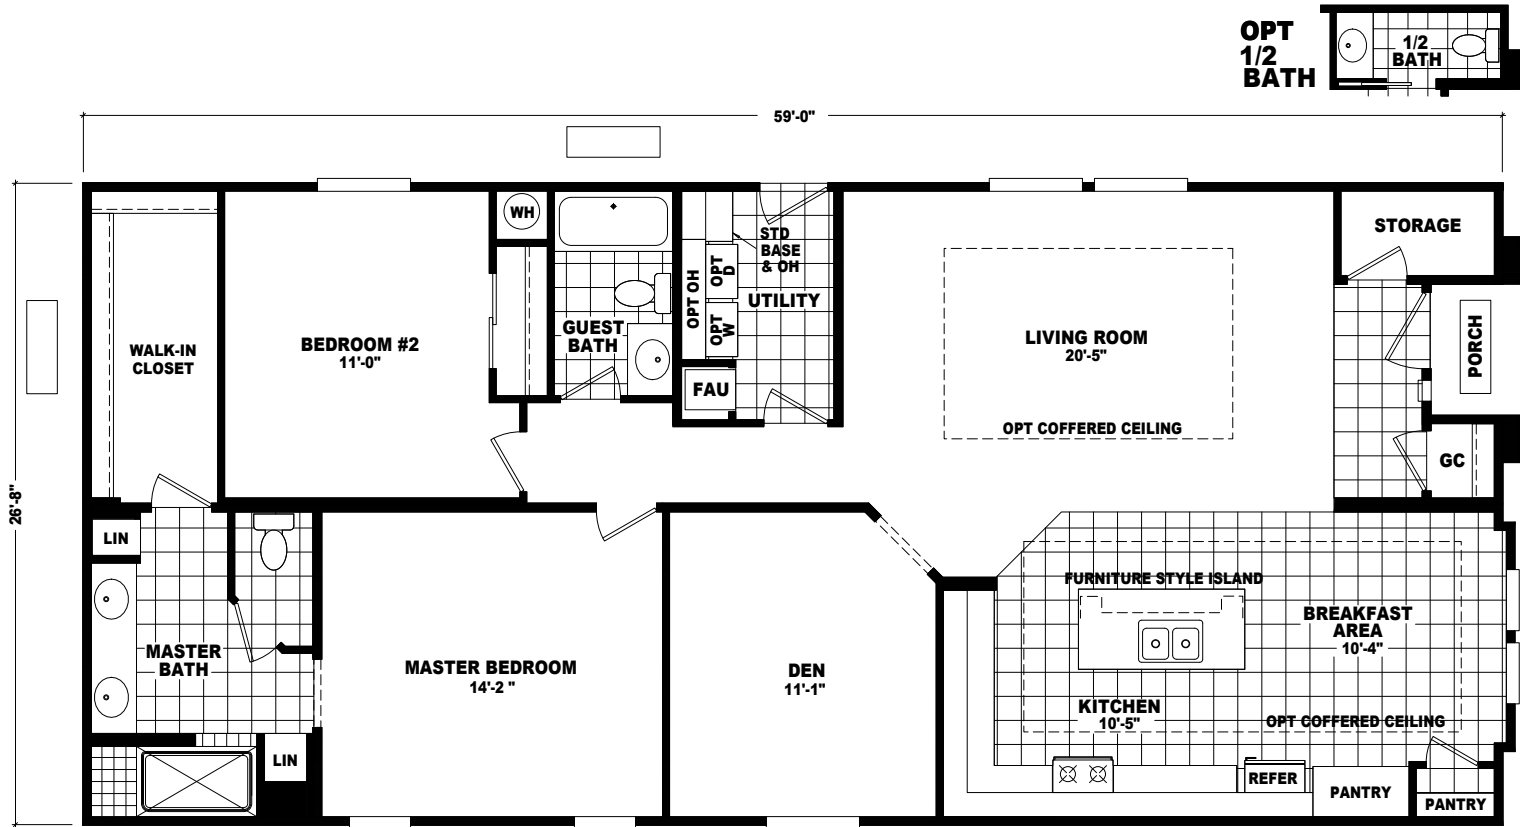 OPT
1/2
BATH
1/2
BATH
59'-0"
26'-8"
WH
STORAGE
STD
BASE
& OH
OPT OH
OPT
D
OPT
W
UTILITY
WALK-IN
CLOSET
BEDROOM #2
11'-0"
GUEST
BATH
FAU
LIVING ROOM
20'-5"
OPT COFFERED CEILING
PORCH
GC
LIN
MASTER
BATH
LIN
MASTER BEDROOM
14'-2 "
DEN
11'-1"
FURNITURE STYLE ISLAND
BREAKFAST
AREA
10'-4"
KITCHEN
10'-5"
OPT COFFERED CEILING
REFER
PANTRY
PANTRY